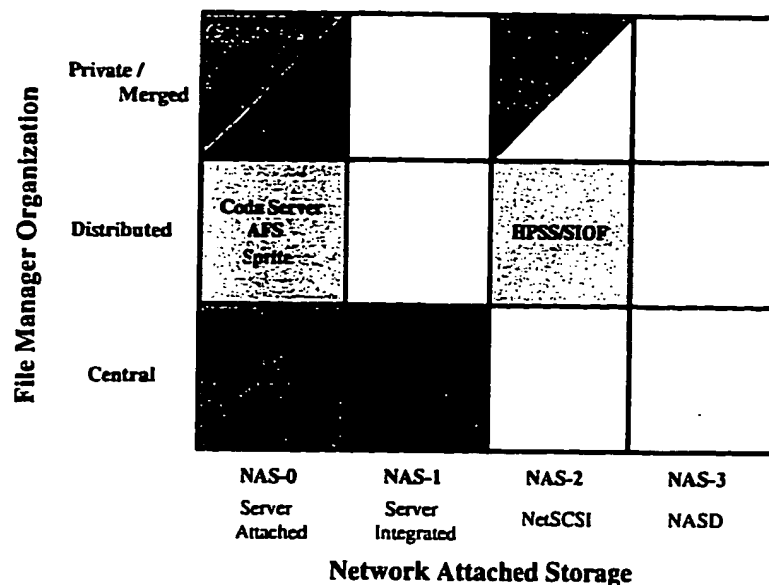 Private /
Merged
File Manager Organization
Distributed
Coda Server
AFS
Sprite
HPSS/SIOF
Central
NAS-0
NAS-1
NAS-2
NAS-3
Server
Attached
Server
Integrated
NetSCSI
NASD
Network Attached Storage